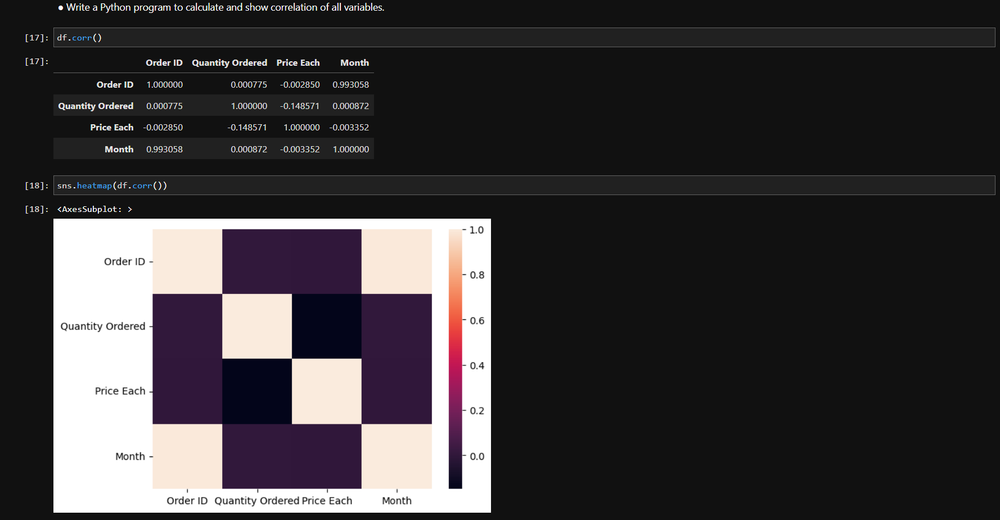 ● Write a Python program to calculate and show correlation of all variables.
[17]: df.corr()
[17]: Order ID Quantity Ordered Price Each Month
Order ID 1.000000 0.000775 -0.002850 0.993058
Quantity Ordered 0.000775 1.000000 -0.148571 0.000872
Price Each -0.002850 -0.148571 1.000000 -0.003352
Month 0.993058 0.000872 -0.003352 1.000000
[18]: sns.heatmap(df.corr())
[18]: <AxesSubplot: >
1.0
Order ID
0.8
Quantity Ordered
0.6
0.4
Price Each
0.2
Month
0.0
Order ID Quantity Ordered Price Each Month